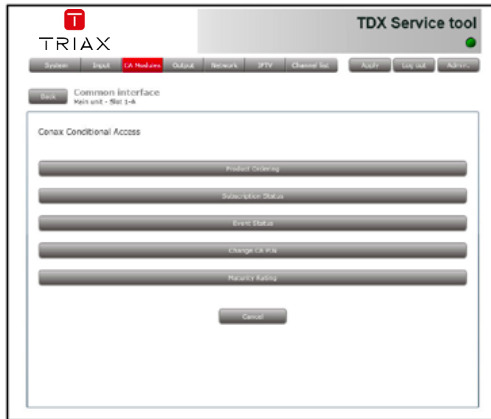 TRIAX
TDX Service tool
System Input CA Modules Output Network IPTV Channel list Apply Log out Admin.
Back
Common interface
Main unit - Slot 1-A
Conax Conditional Access
Product Ordering
Subscription Status
Event Status
Change CA PIN
Maturity Rating
Cancel